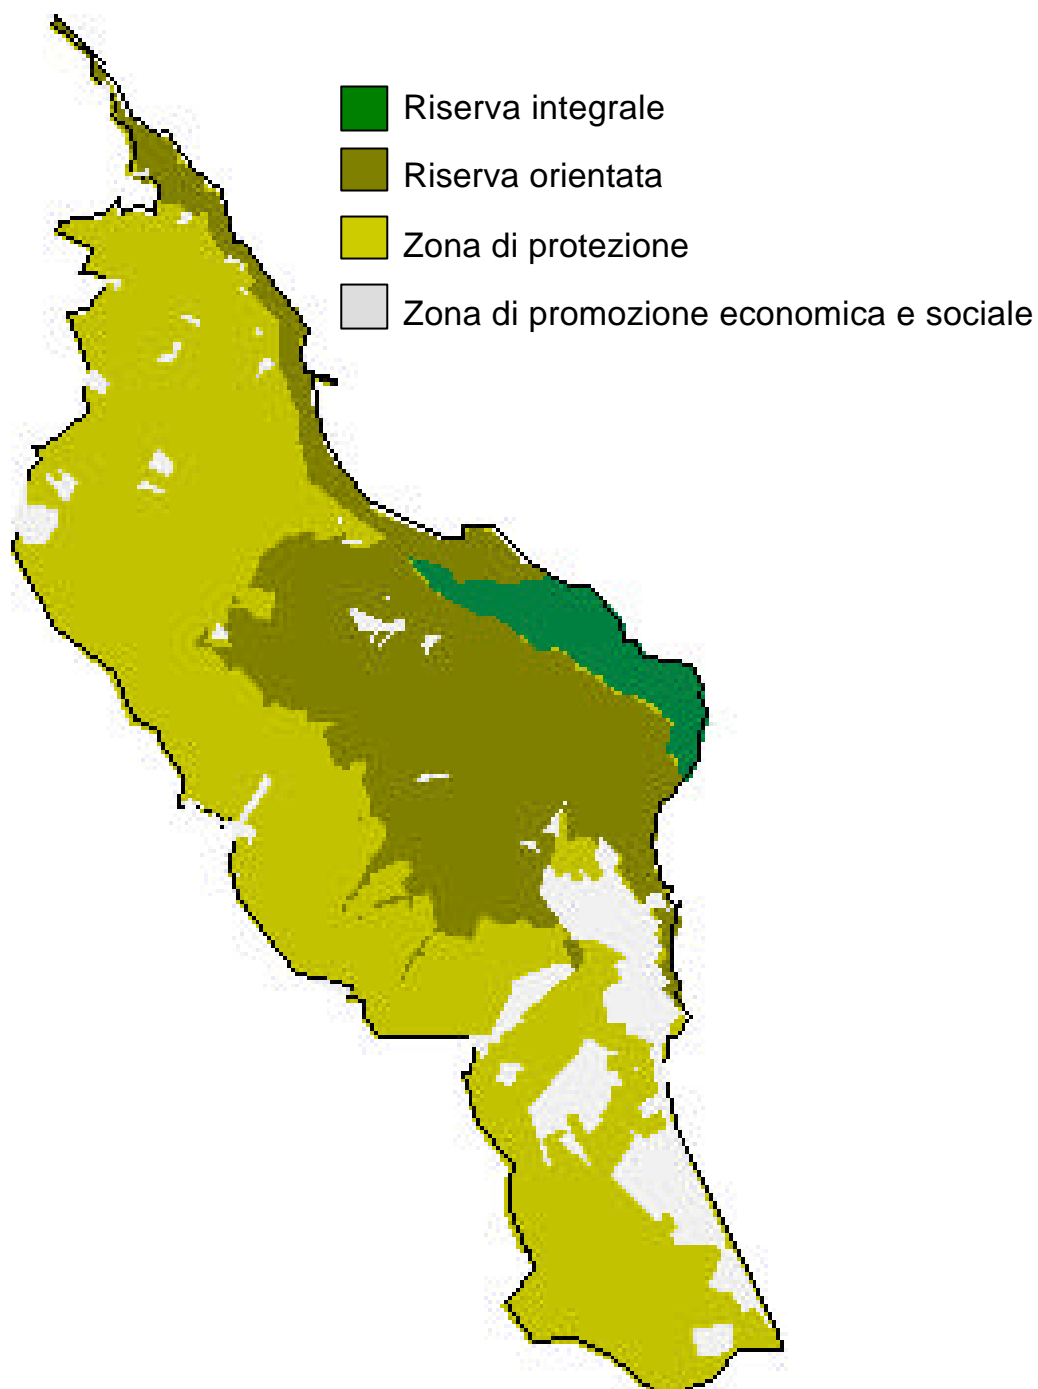 Riserva integrale
Riserva orientata
Zona di protezione
Zona di promozione economica e sociale